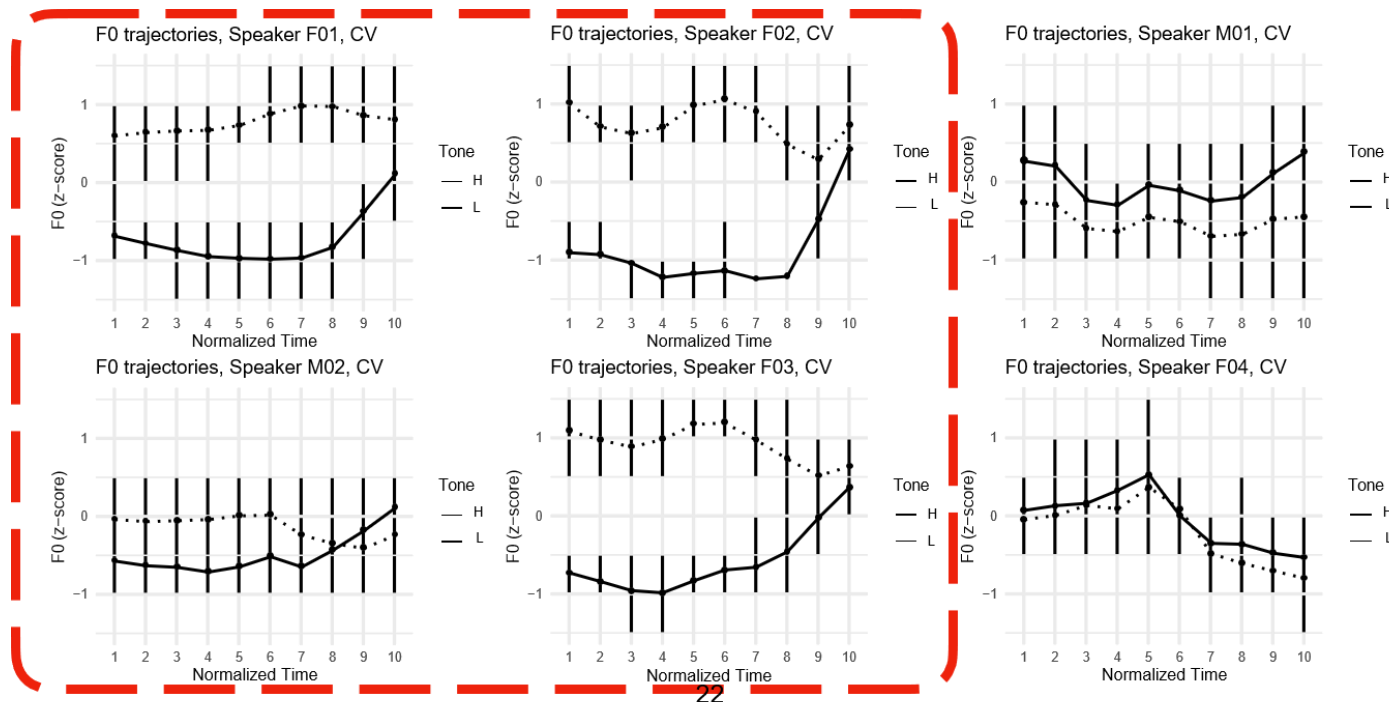 F0 trajectories, Speaker F01, CV
F0 (z−score)
1
0
−1
1 2 3 4 5 6 7 8 9 10
Normalized Time
Tone
H
L
F0 trajectories, Speaker F02, CV
F0 (z−score)
1
0
−1
1 2 3 4 5 6 7 8 9 10
Normalized Time
Tone
H
L
F0 trajectories, Speaker M01, CV
F0 (z−score)
1
0
−1
1 2 3 4 5 6 7 8 9 10
Normalized Time
Tone
H
L
F0 trajectories, Speaker M02, CV
F0 (z−score)
1
0
−1
1 2 3 4 5 6 7 8 9 10
Normalized Time
Tone
H
L
F0 trajectories, Speaker F03, CV
F0 (z−score)
1
0
−1
1 2 3 4 5 6 7 8 9 10
Normalized Time
Tone
H
L
F0 trajectories, Speaker F04, CV
F0 (z−score)
1
0
−1
1 2 3 4 5 6 7 8 9 10
Normalized Time
Tone
H
L
22